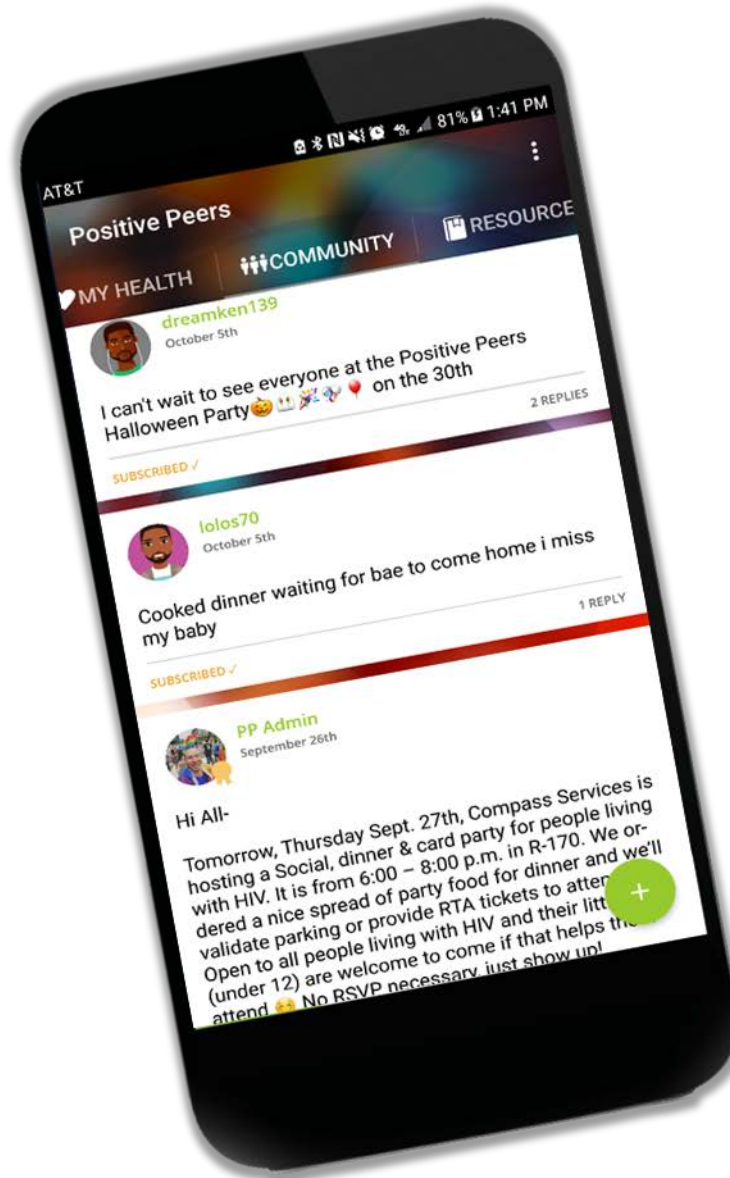 AT&T 81% 1:41 PM
Positive Peers
MY HEALTH COMMUNITY RESOURCE
dreamken139
October 5th
I can't wait to see everyone at the Positive Peers
Halloween Party🎃🎊🎉🎈 on the 30th
2 REPLIES
SUBSCRIBED ✓
lolos70
October 5th
Cooked dinner waiting for bae to come home i miss
my baby
1 REPLY
SUBSCRIBED ✓
PP Admin
September 26th
Hi All-
Tomorrow, Thursday Sept. 27th, Compass Services is
hosting a Social, dinner & card party for people living
with HIV. It is from 6:00 – 8:00 p.m. in R-170. We or-
dered a nice spread of party food for dinner and we'll
validate parking or provide RTA tickets to
Open to all people living with HIV and their
(under 12) are welcome to come if that helps
attend 😊 No RSVP necessary, just show up!